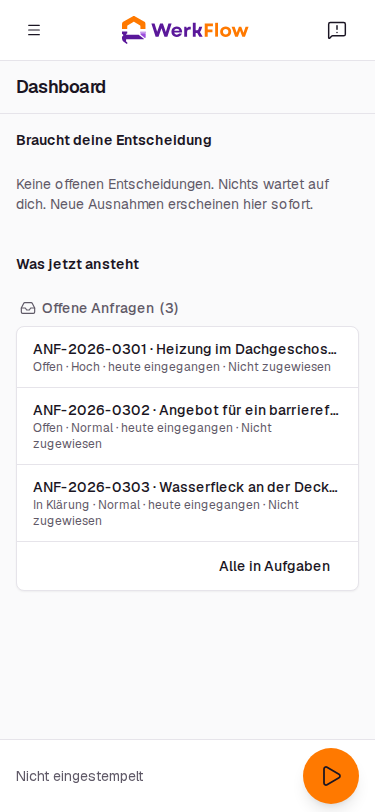 WerkFlow
Dashboard
Braucht deine Entscheidung
Keine offenen Entscheidungen. Nichts wartet auf
dich. Neue Ausnahmen erscheinen hier sofort.
Was jetzt ansteht
Offene Anfragen (3)
ANF-2026-0301 · Heizung im Dachgeschos…
Offen · Hoch · heute eingegangen · Nicht zugewiesen
ANF-2026-0302 · Angebot für ein barrieref…
Offen · Normal · heute eingegangen · Nicht
zugewiesen
ANF-2026-0303 · Wasserfleck an der Deck…
In Klärung · Normal · heute eingegangen · Nicht
zugewiesen
Alle in Aufgaben
Nicht eingestempelt